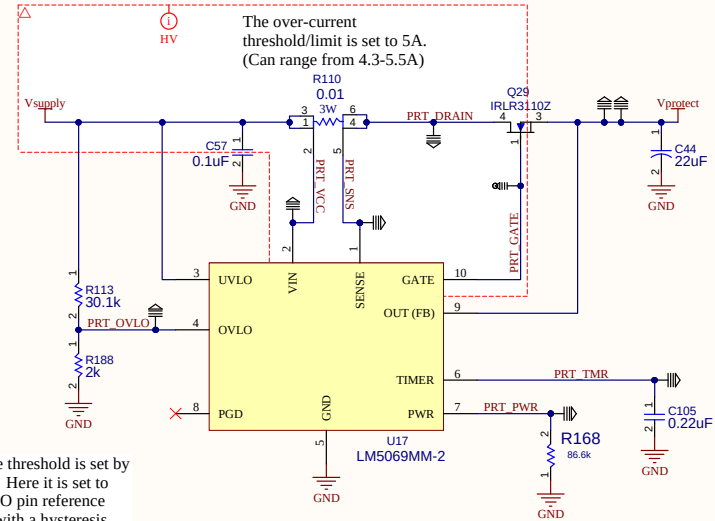 The over-current
threshold/limit is set to 5A.
(Can range from 4.3-5.5A)
i
HV
R110
0.01
3W
Q29
IRLR3110Z
Vsupply
3
1
6
4
PRT_DRAIN
4
3
1
Vprotect
C57
0.1uF
1
2
GND
2
5
PRT_VCC
PRT_SNS
PRT_GATE
1
2
C44
22uF
GND
2
1
VIN
SENSE
3
UVLO
GATE
10
1
R113
30.1k
2
PRT_OVLO
4
OVLO
OUT (FB)
9
1
R188
2k
2
GND
TIMER
6
PRT_TMR
8
PGD
GND
PWR
7
PRT_PWR
1
C105
0.22uF
2
GND
5
U17
LM5069MM-2
GND
2
R168
86.6k
1
GND
e threshold is set by
Here it is set to
O pin reference
with a hysteresis